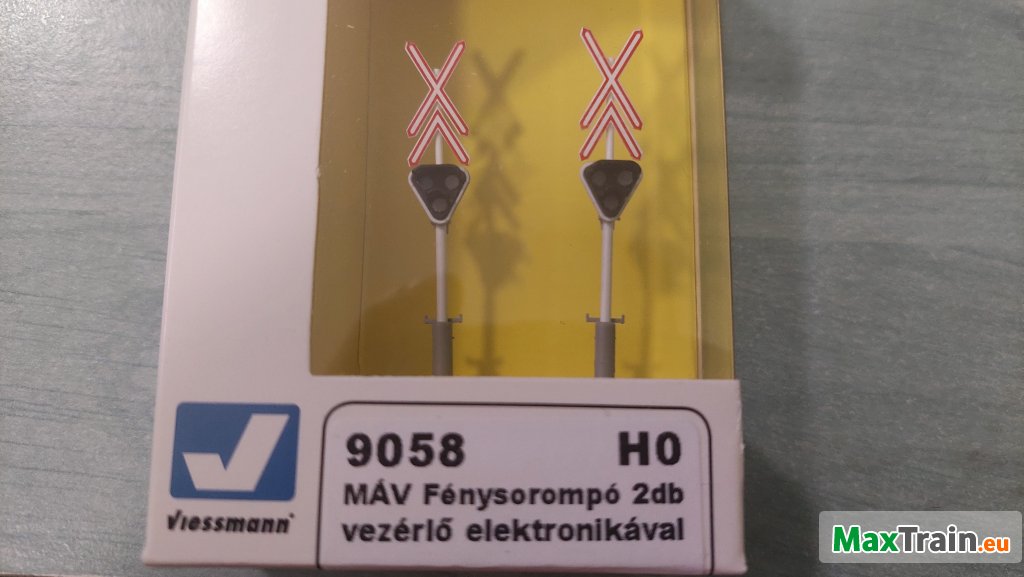 9058 H0
MÁV Fénysorompó 2db
vezérlő elektronikával
Viessmann
MaxTrain.eu